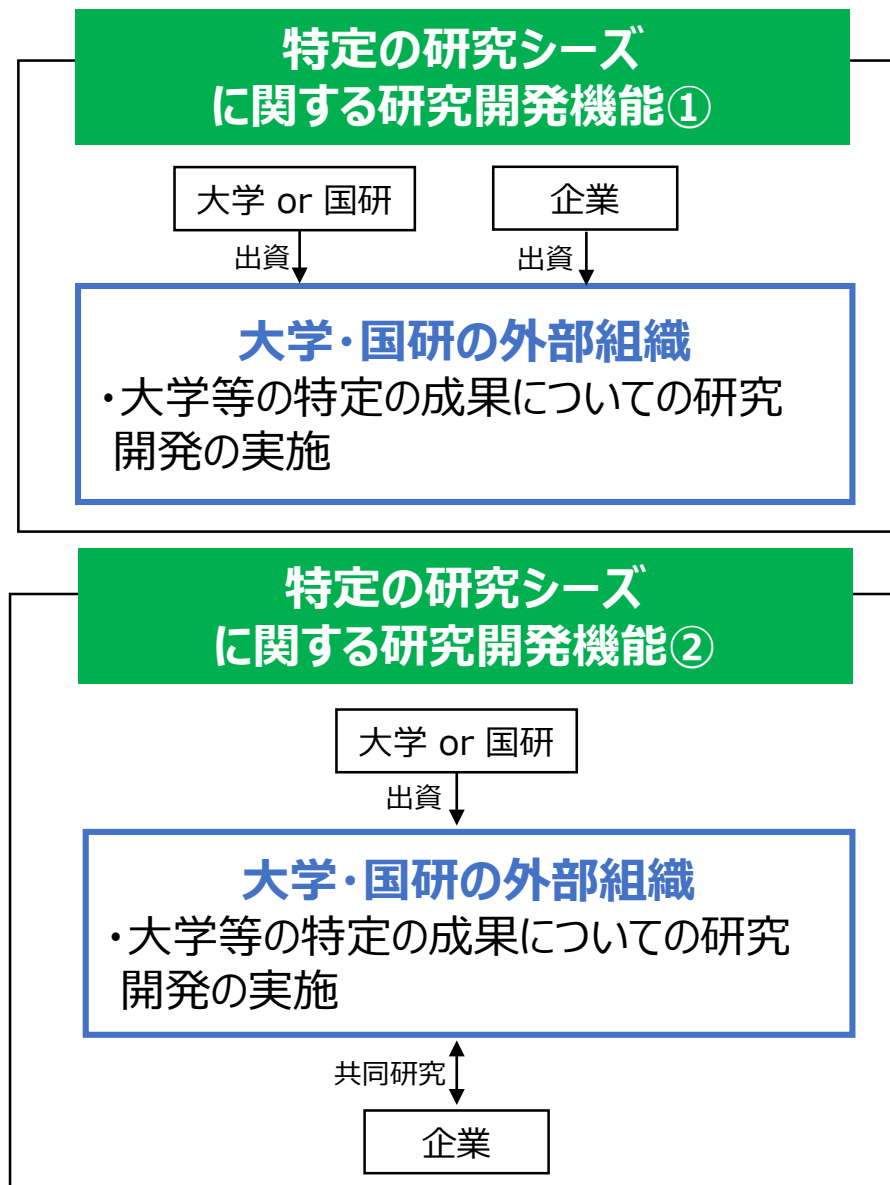 特定の研究シーズ
に関する研究開発機能①
大学 or 国研
企業
出資
出資
大学・国研の外部組織
・大学等の特定の成果についての研究
開発の実施
特定の研究シーズ
に関する研究開発機能②
大学 or 国研
出資
大学・国研の外部組織
・大学等の特定の成果についての研究
開発の実施
共同研究
企業